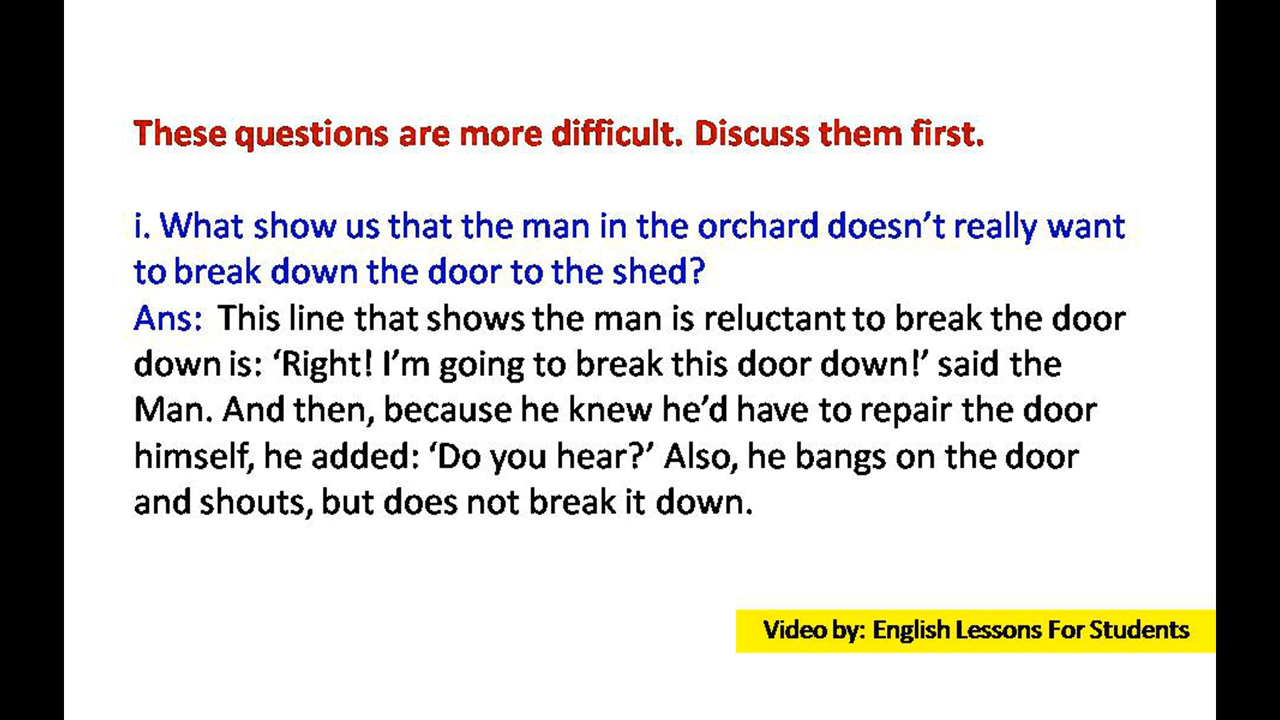 These questions are more difficult. Discuss them first.
i. What show us that the man in the orchard doesn’t really want
to break down the door to the shed?
Ans: This line that shows the man is reluctant to break the door
down is: ‘Right! I’m going to break this door down!’ said the
Man. And then, because he knew he’d have to repair the door
himself, he added: ‘Do you hear?’ Also, he bangs on the door
and shouts, but does not break it down.
Video by: English Lessons For Students